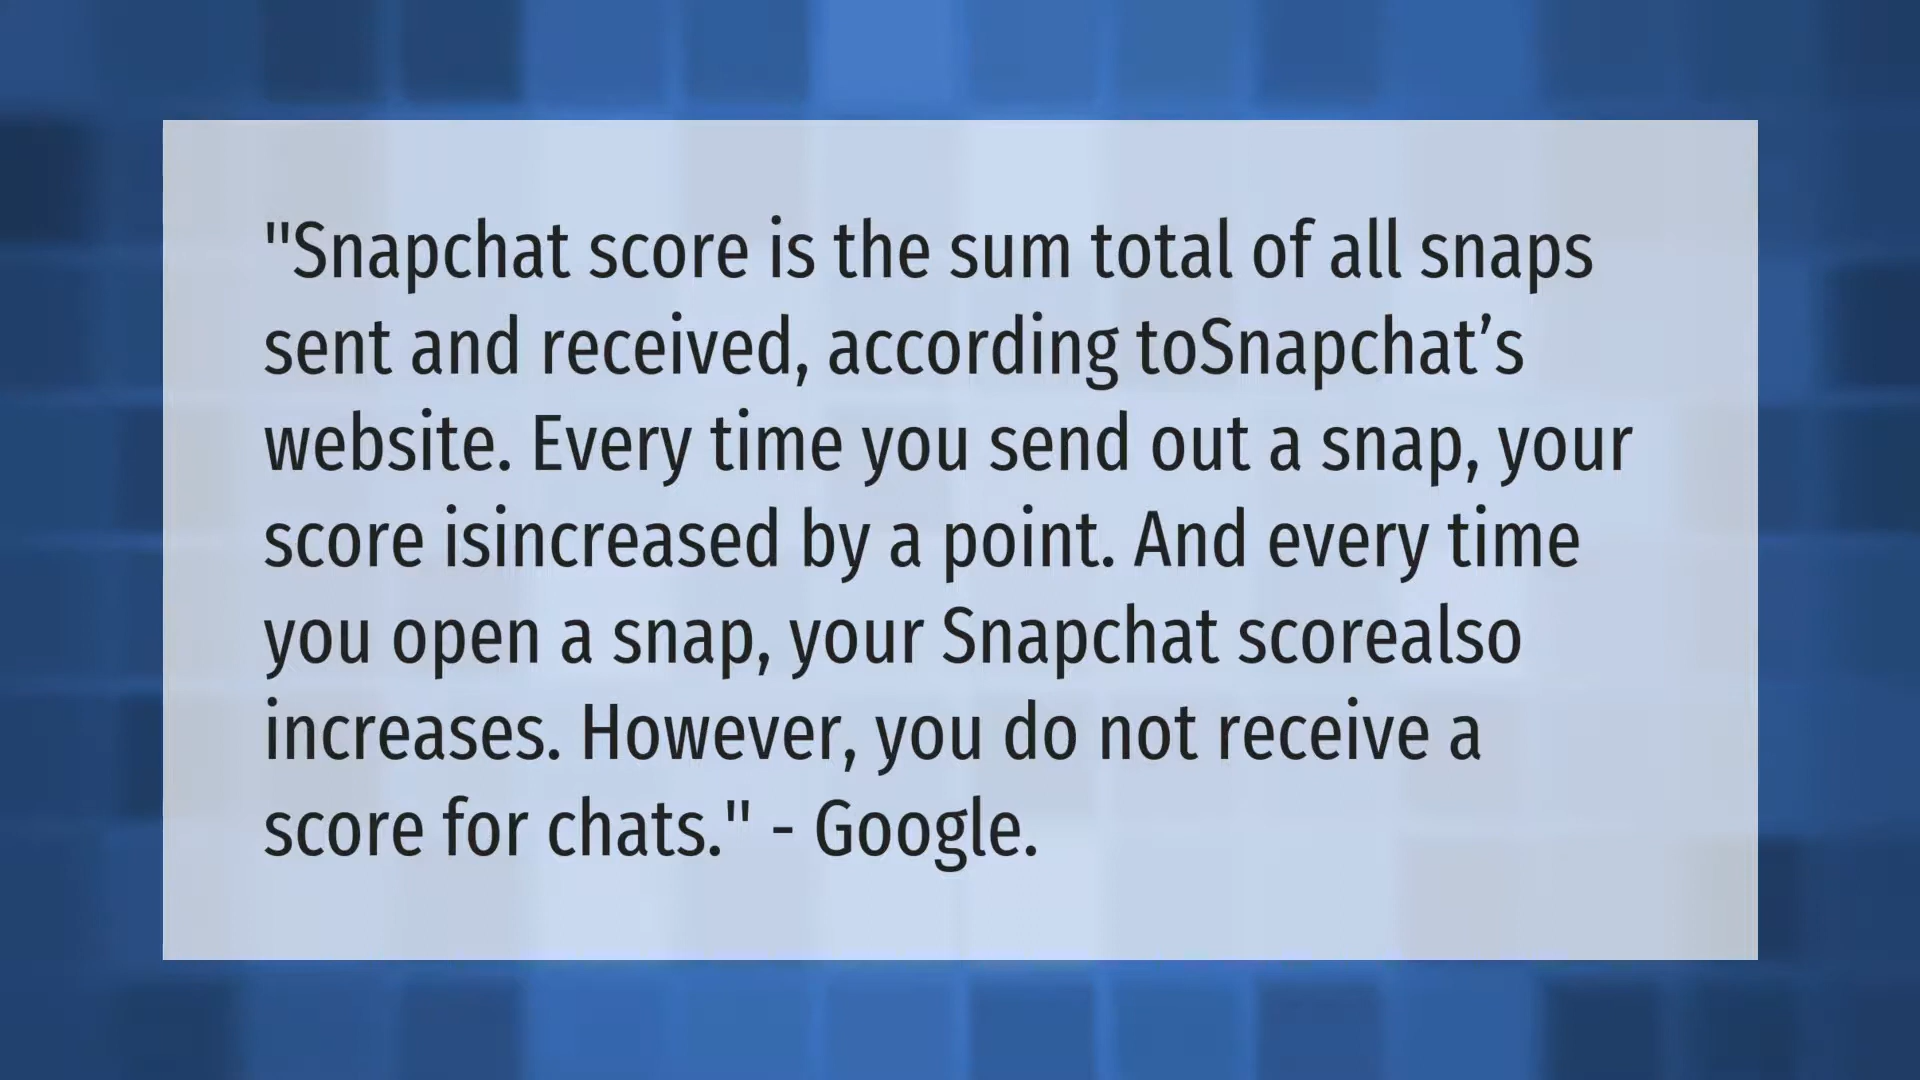 "Snapchat score is the sum total of all snaps
sent and received, according toSnapchat’s
website. Every time you send out a snap, your
score isincreased by a point. And every time
you open a snap, your Snapchat scorealso
increases. However, you do not receive a
score for chats." - Google.